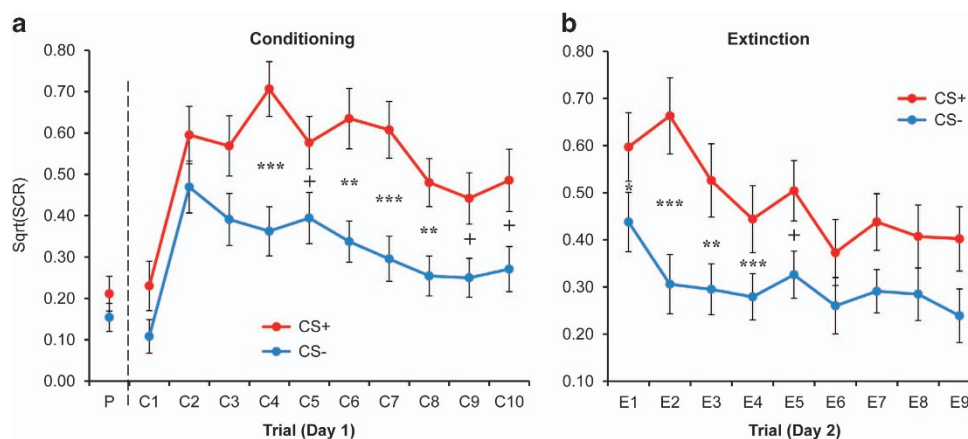 a
Conditioning
Sqrt(SCR)
0.80
0.70
0.60
0.50
0.40
0.30
0.20
0.10
0.00
***
+
**
***
**
+
+
CS+
CS-
P C1 C2 C3 C4 C5 C6 C7 C8 C9 C10
Trial (Day 1)
b
Extinction
0.80
0.70
0.60
0.50
0.40
0.30
0.20
0.10
CS+
CS-
*
***
**
***
+
E1 E2 E3 E4 E5 E6 E7 E8 E9
Trial (Day 2)